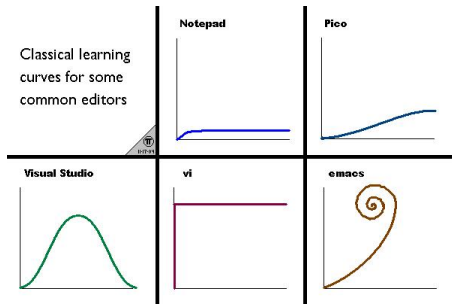 Classical learning
curves for some
common editors
Notepad
Pico
Visual Studio
vi
emacs